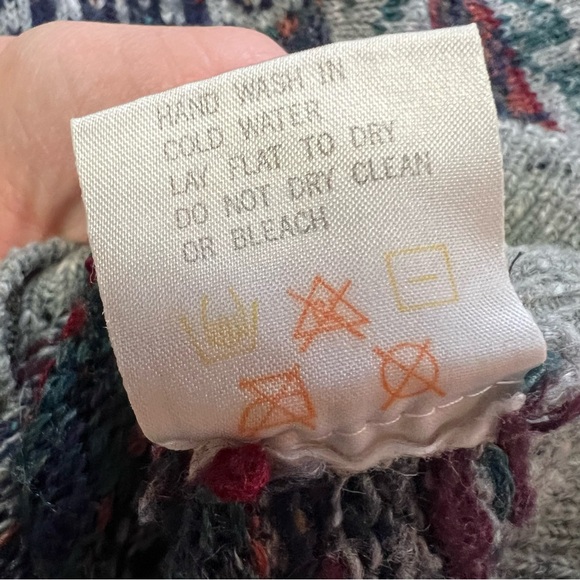 HAND WASH IN
COLD WATER
LAY FLAT TO DRY
DO NOT DRY CLEAN
OR BLEACH